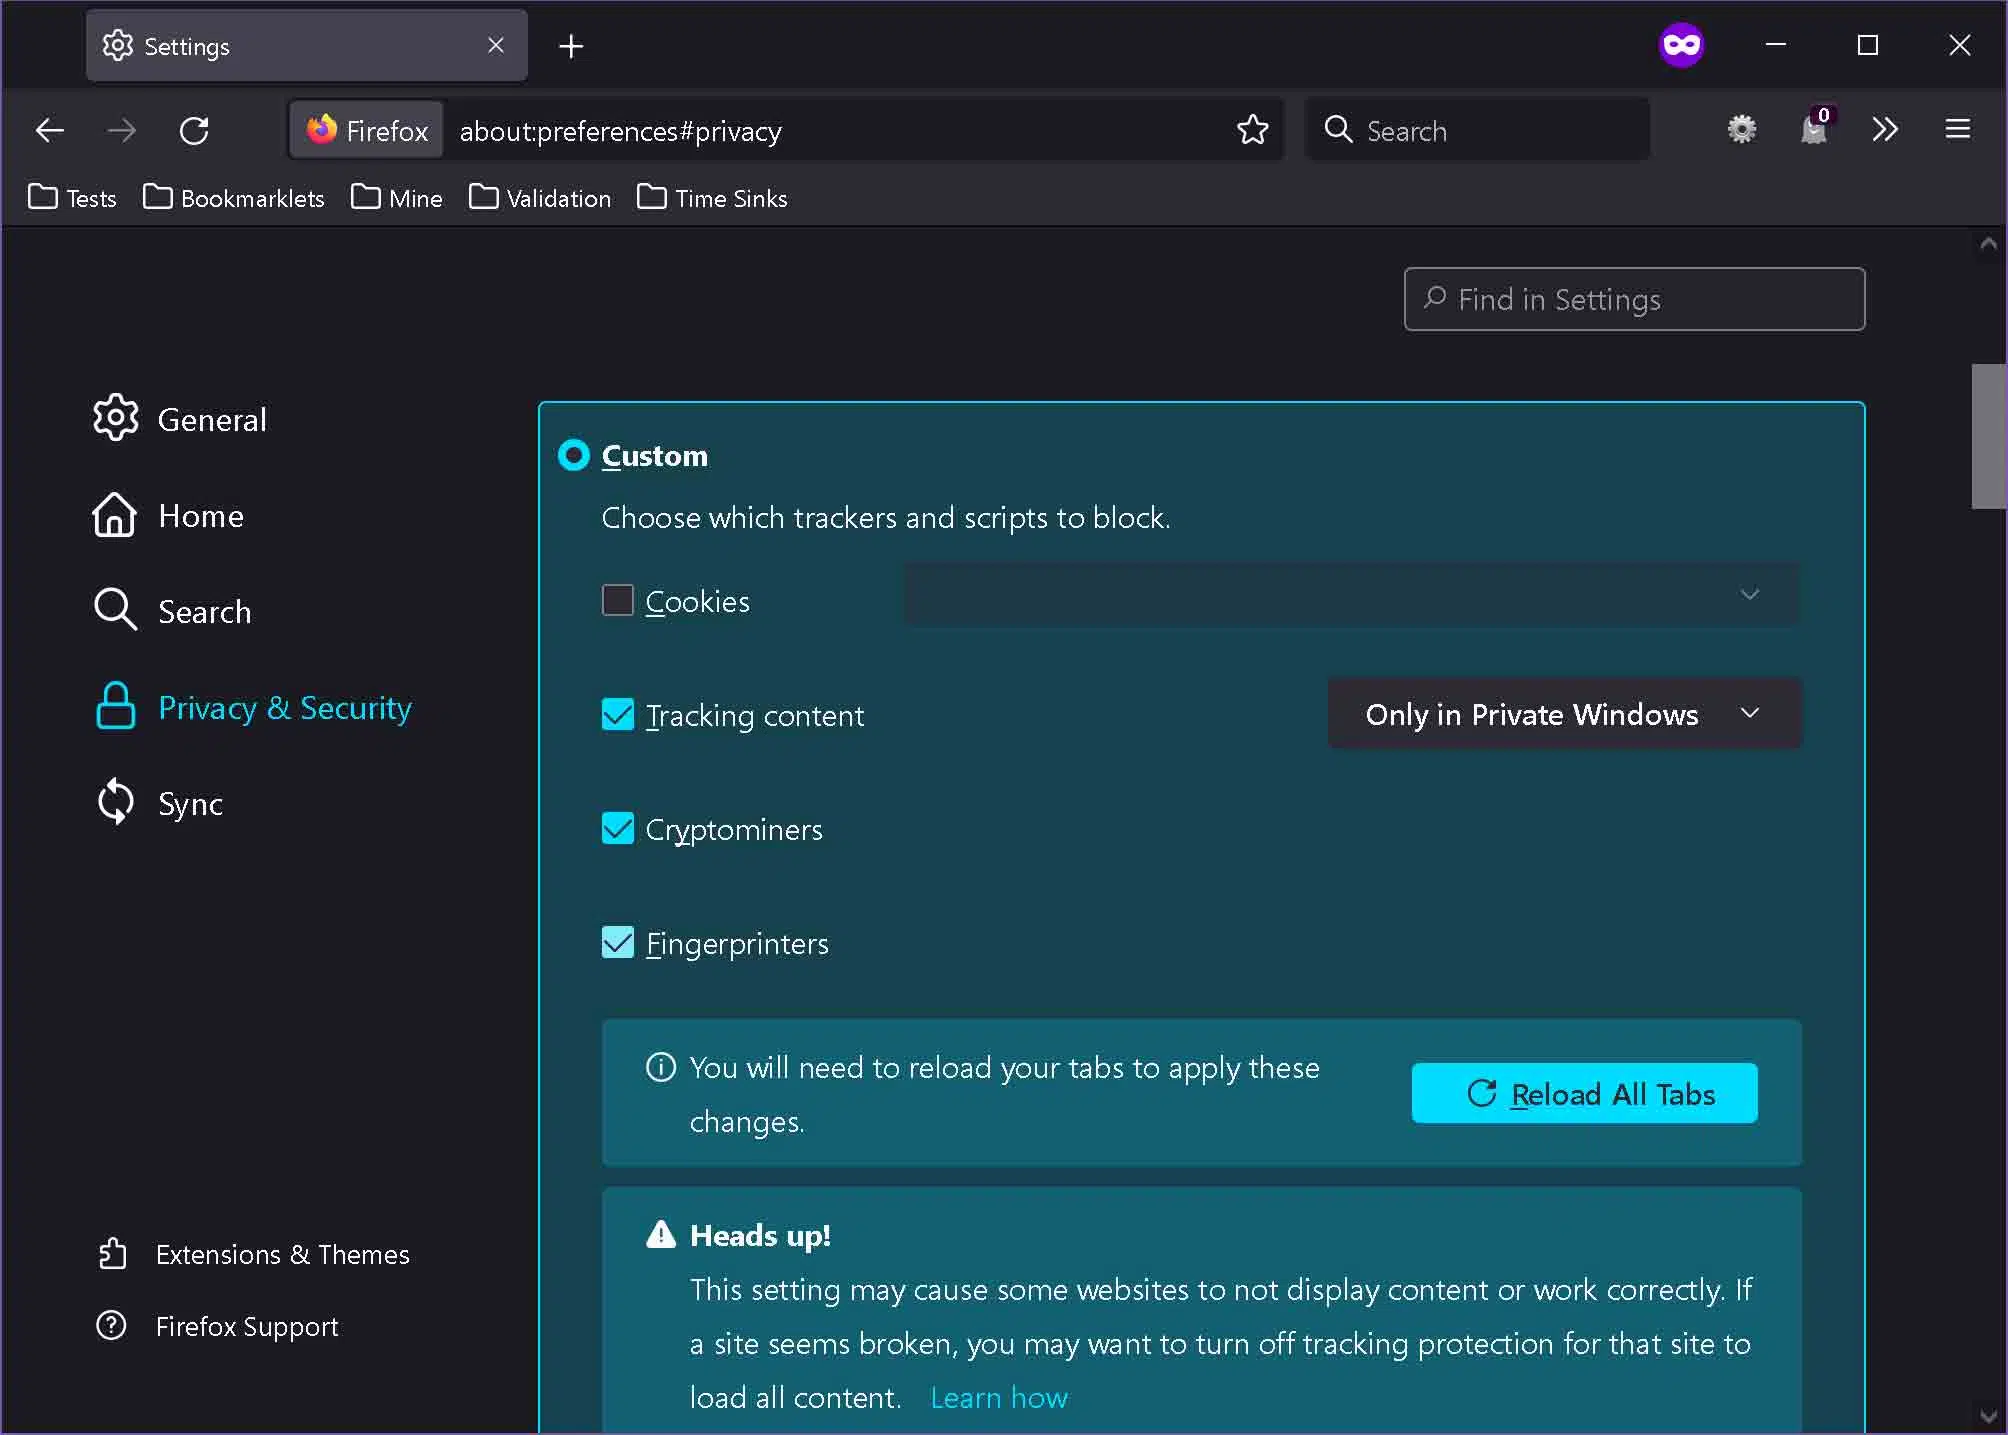 Settings
Firefox about:preferences#privacy
Search
0
Tests Bookmarklets Mine Validation Time Sinks
Find in Settings
General
Home
Search
Privacy & Security
Sync
Extensions & Themes
Firefox Support
Custom
Choose which trackers and scripts to block.
Cookies
Tracking content Only in Private Windows
Cryptominers
Fingerprinters
You will need to reload your tabs to apply these
changes.
Reload All Tabs
Heads up!
This setting may cause some websites to not display content or work correctly. If
a site seems broken, you may want to turn off tracking protection for that site to
load all content. Learn how